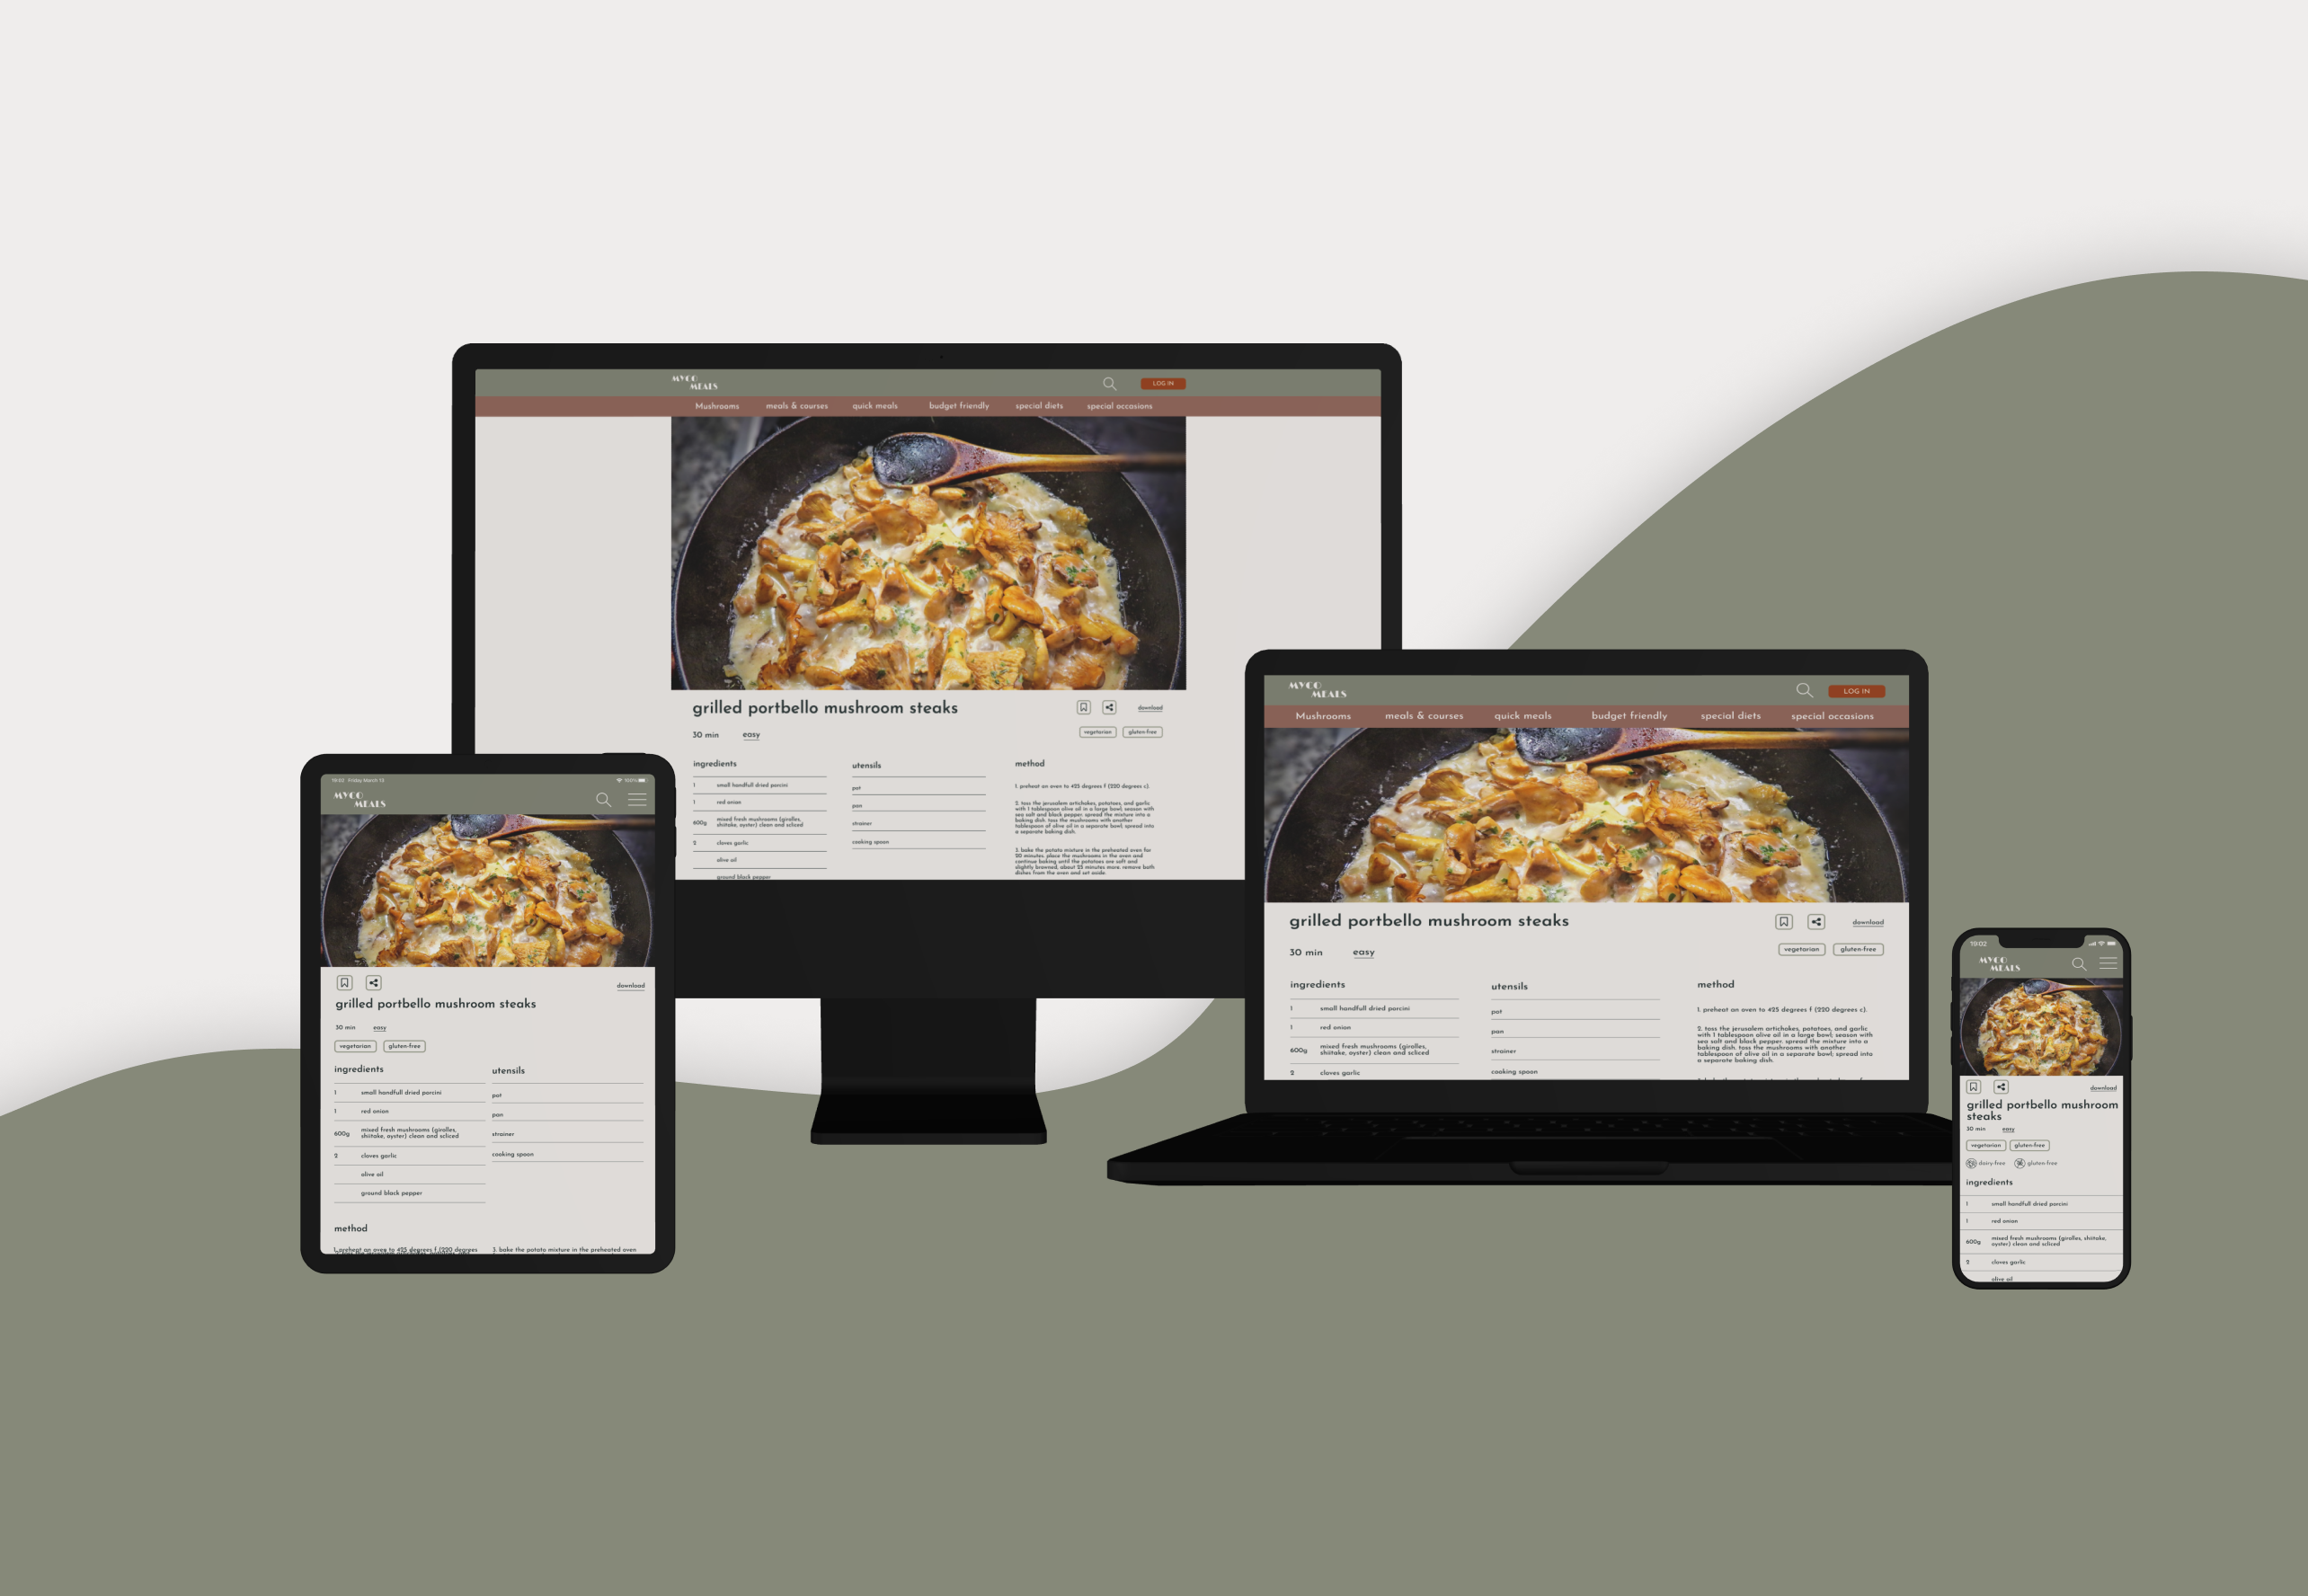 MYCO
MEALS
LOG IN
Mushrooms meals & courses quick meals budget friendly special diets special occasions
grilled portbello mushroom steaks
download
30 min easy
vegetarian gluten-free
ingredients
1 small handfull dried porcini
1 red onion
600g mixed fresh mushrooms (girolles,
shiitake, oyster) clean and scliced
2 cloves garlic
olive oil
ground black pepper
utensils
pot
pan
strainer
cooking spoon
method
1. preheat an oven to 425 degrees f (220 degrees c).
2. toss the jerusalem artichokes, potatoes, and garlic
with 1 tablespoon olive oil in a large bowl; season with
sea salt and black pepper. spread the mixture into a
baking dish. toss the mushrooms with another
tablespoon of olive oil in a separate bowl; spread into
a separate baking dish.
3. bake the potato mixture in the preheated oven for
20 minutes. place the mushrooms in the oven and
continue baking until the potatoes are soft and
slightly browned, about 25 minutes more. remove both
dishes from the oven and set aside.
19:02 Friday March 13
100%
MYCO
MEALS
download
grilled portbello mushroom steaks
30 min easy
vegetarian gluten-free
ingredients
1 small handfull dried porcini
1 red onion
600g mixed fresh mushrooms (girolles,
shiitake, oyster) clean and scliced
2 cloves garlic
olive oil
ground black pepper
utensils
pot
pan
strainer
cooking spoon
method
1. preheat an oven to 425 degrees f (220 degrees
3. bake the potato mixture in the preheated oven
MYCO
MEALS
LOG IN
Mushrooms meals & courses quick meals budget friendly special diets special occasions
grilled portbello mushroom steaks
download
30 min easy
vegetarian gluten-free
ingredients
1 small handfull dried porcini
1 red onion
600g mixed fresh mushrooms (girolles,
shiitake, oyster) clean and scliced
2 cloves garlic
utensils
pot
pan
strainer
cooking spoon
method
1. preheat an oven to 425 degrees f (220 degrees c).
2. toss the jerusalem artichokes, potatoes, and garlic
with 1 tablespoon olive oil in a large bowl; season with
sea salt and black pepper. spread the mixture into a
baking dish. toss the mushrooms with another
tablespoon of olive oil in a separate bowl; spread into
a separate baking dish.
19:02
MYCO
MEALS
download
grilled portbello mushroom
steaks
30 min easy
vegetarian gluten-free
dairy-free gluten-free
ingredients
1 small handfull dried porcini
1 red onion
600g mixed fresh mushrooms (girolles, shiitake,
oyster) clean and scliced
2 cloves garlic
olive oil